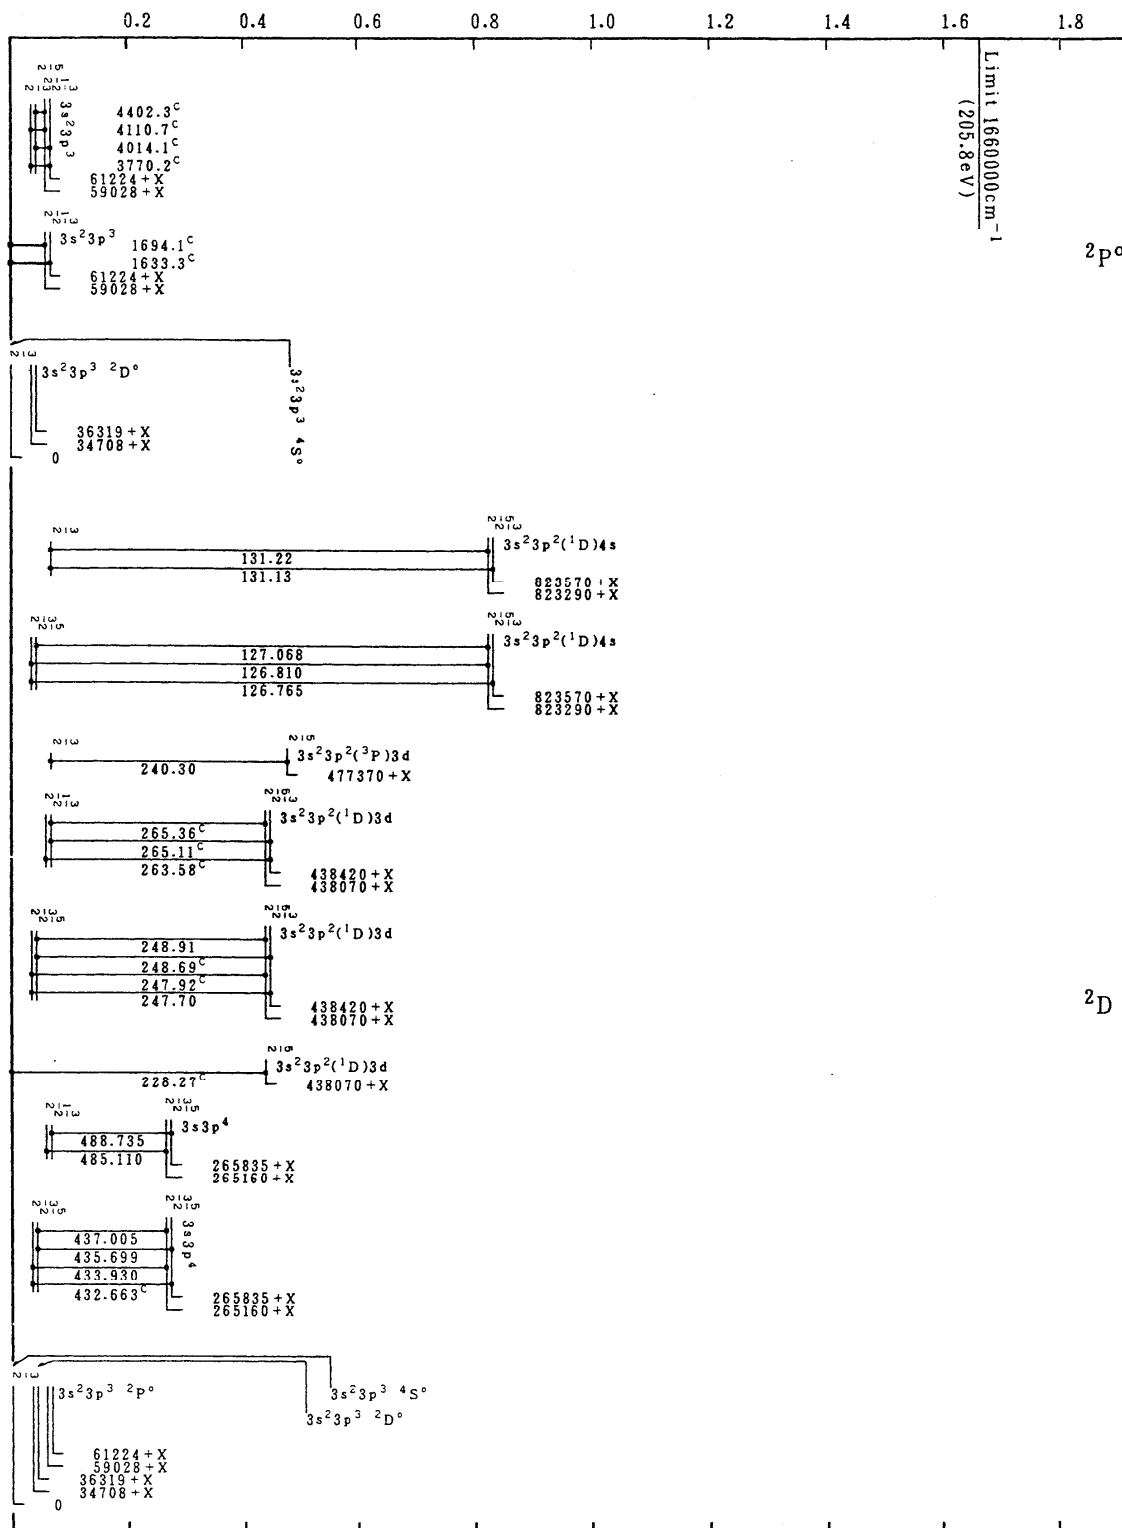 0.2 0.4 0.6 0.8 1.0 1.2 1.4 1.6 1.8
Limit 1660000cm⁻¹
(205.8eV)
3s²3p³
4402.3ᶜ
4110.7ᶜ
4014.1ᶜ
3770.2ᶜ
61224+X
59028+X
3s²3p³
1694.1ᶜ
1633.3ᶜ
61224+X
59028+X
²P°
3s²3p³ ²D°
3s²3p³ ⁴S°
36319+X
34708+X
0
3s²3p²(¹D)4s
131.22
131.13
823570+X
823290+X
3s²3p²(¹D)4s
127.068
126.810
126.765
823570+X
823290+X
3s²3p²(³P)3d
240.30
477370+X
3s²3p²(¹D)3d
265.36ᶜ
265.11ᶜ
263.58ᶜ
438420+X
438070+X
3s²3p²(¹D)3d
248.91
248.69ᶜ
247.92ᶜ
247.70
438420+X
438070+X
²D
3s²3p²(¹D)3d
228.27ᶜ
438070+X
3s3p⁴
488.735
485.110
265835+X
265160+X
3s3p⁴
437.005
435.699
433.930
432.663ᶜ
265835+X
265160+X
3s²3p³ ²P°
3s²3p³ ⁴S°
3s²3p³ ²D°
61224+X
59028+X
36319+X
34708+X
0